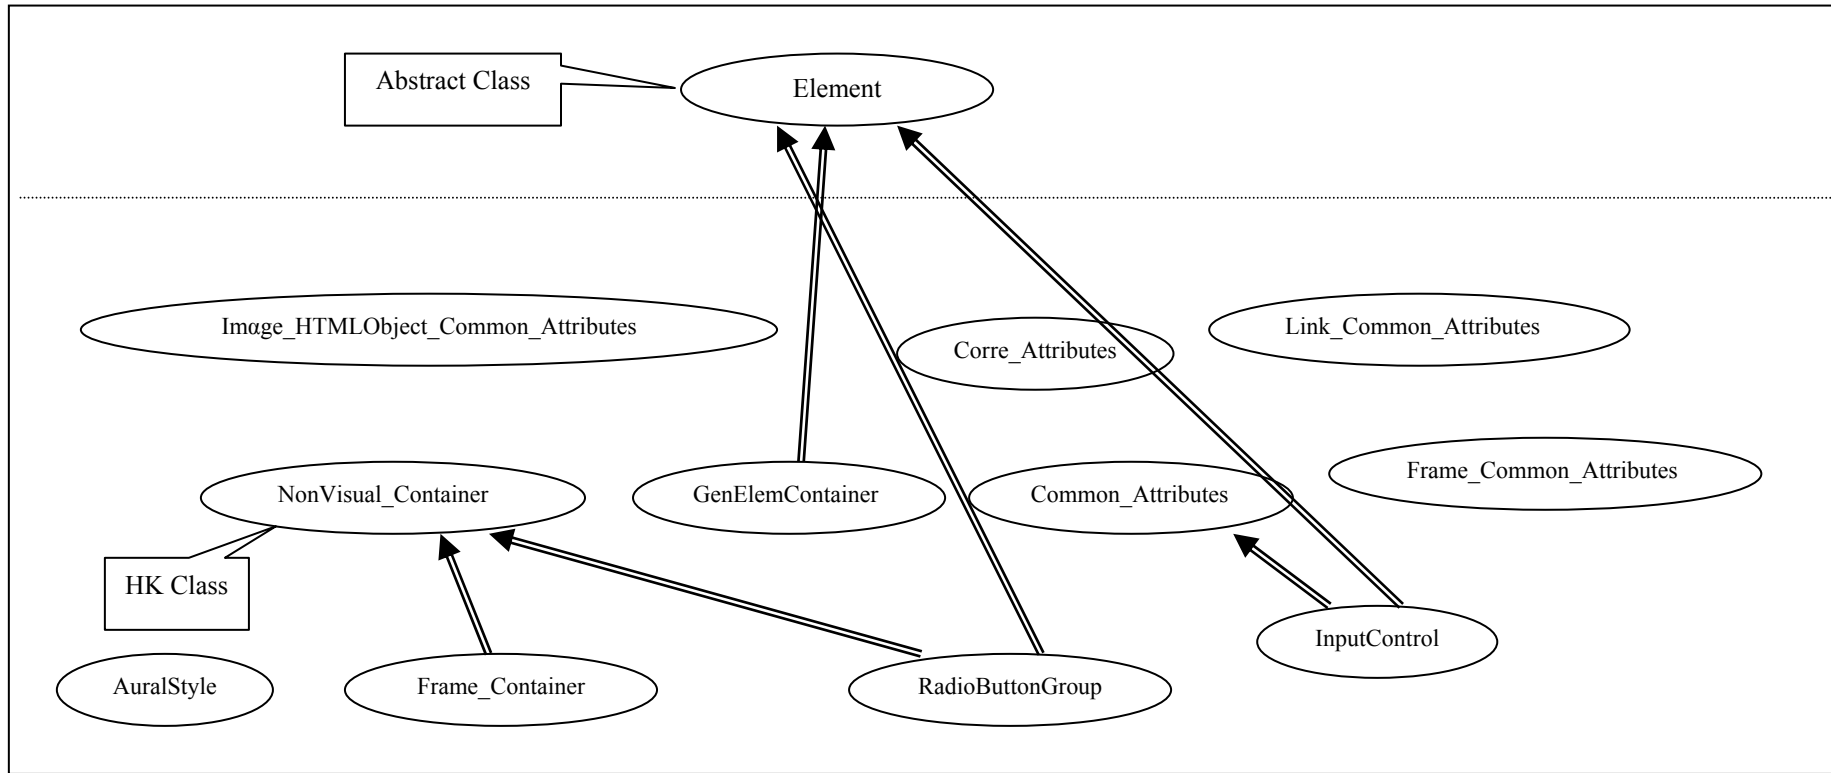 Abstract Class
Element
Imαge_HTMLObject_Common_Attributes
Corre_Attributes
Link_Common_Attributes
NonVisual_Container
GenElemContainer
Common_Attributes
Frame_Common_Attributes
HK Class
InputControl
AuralStyle
Frame_Container
RadioButtonGroup